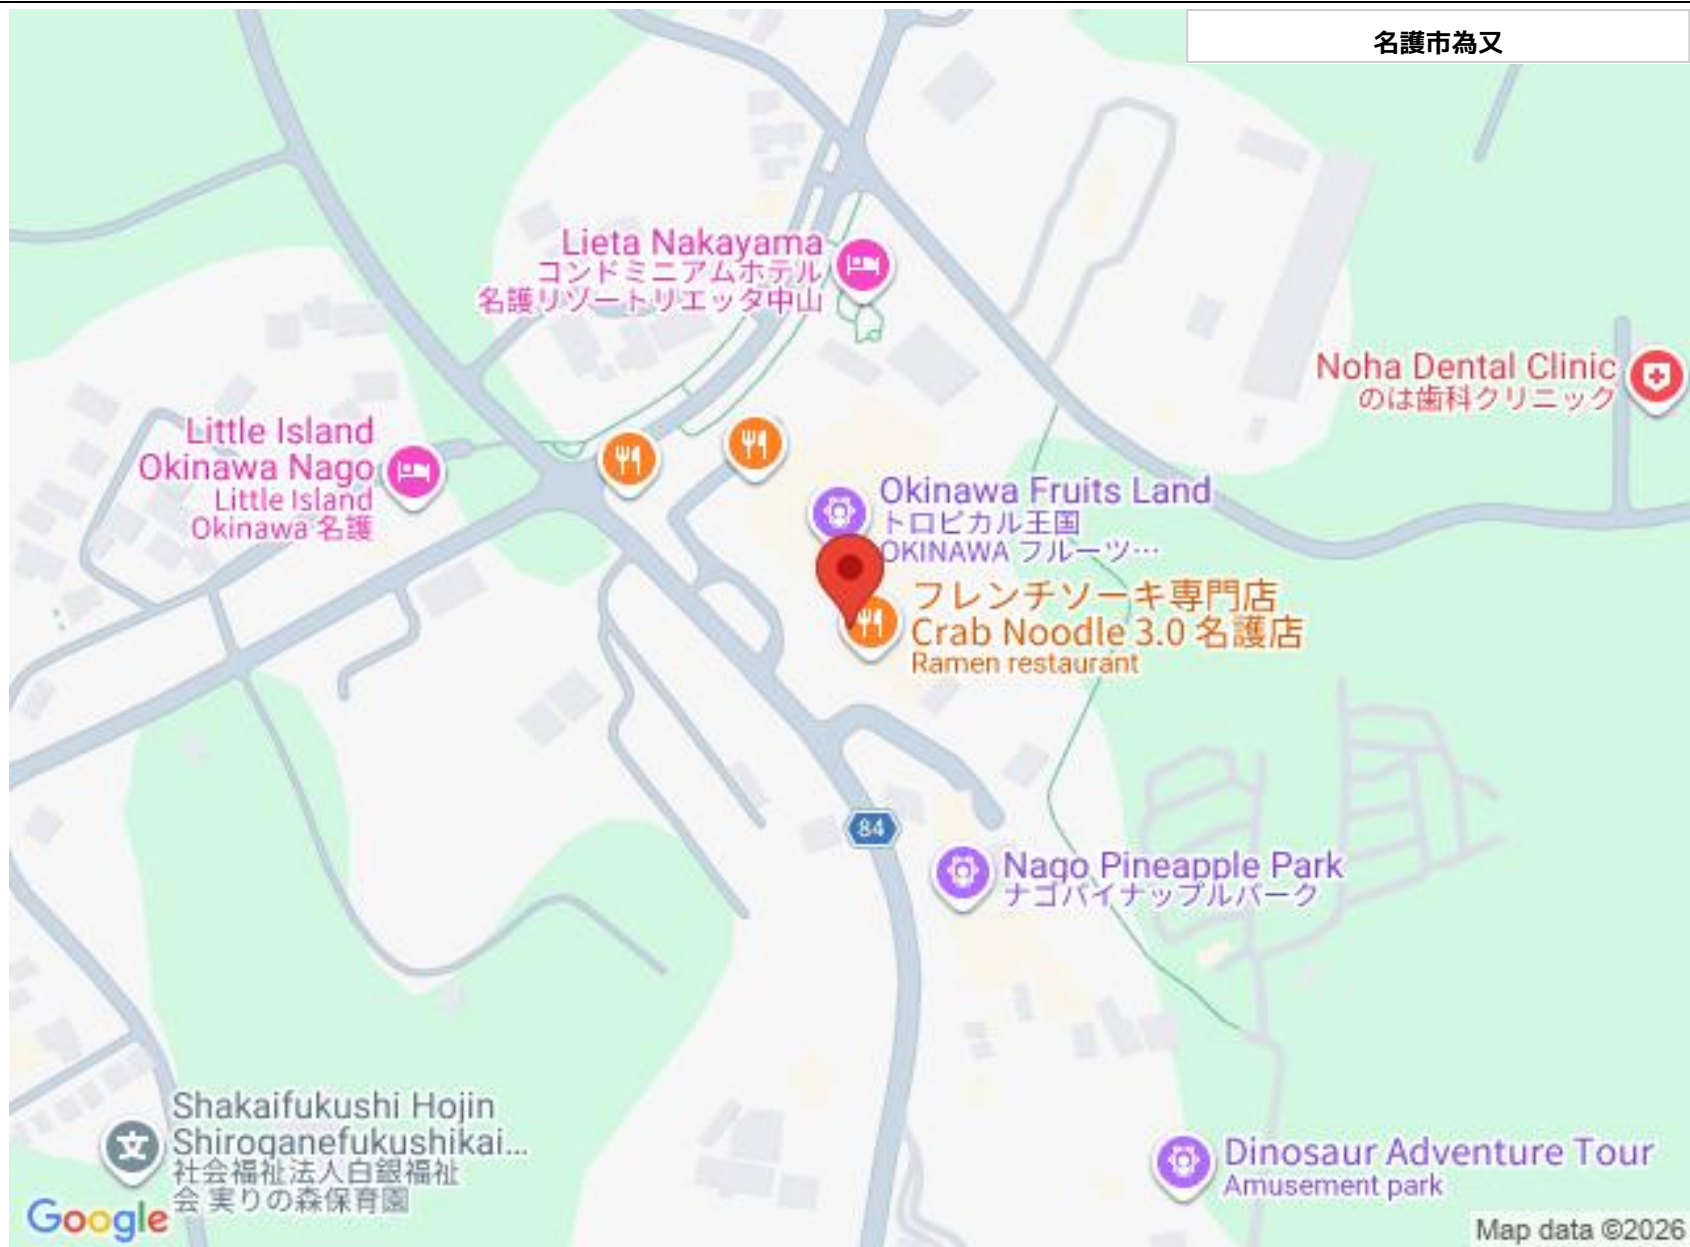 名護市為又
Lieta Nakayama
コンドミニアムホテル
名護リゾートリエッタ中山
Noha Dental Clinic
のは歯科クリニック
Little Island
Okinawa Nago
Little Island
Okinawa 名護
Okinawa Fruits Land
トロピカル王国
OKINAWA フルーツ…
フレンチソーキ専門店
Crab Noodle 3.0 名護店
Ramen restaurant
84
Nago Pineapple Park
ナゴパイナップルパーク
Shakaifukushi Hojin
Shiroganefukushikai...
社会福祉法人白銀福祉
会 実りの森保育園
Dinosaur Adventure Tour
Amusement park
Google
Map data ©2026